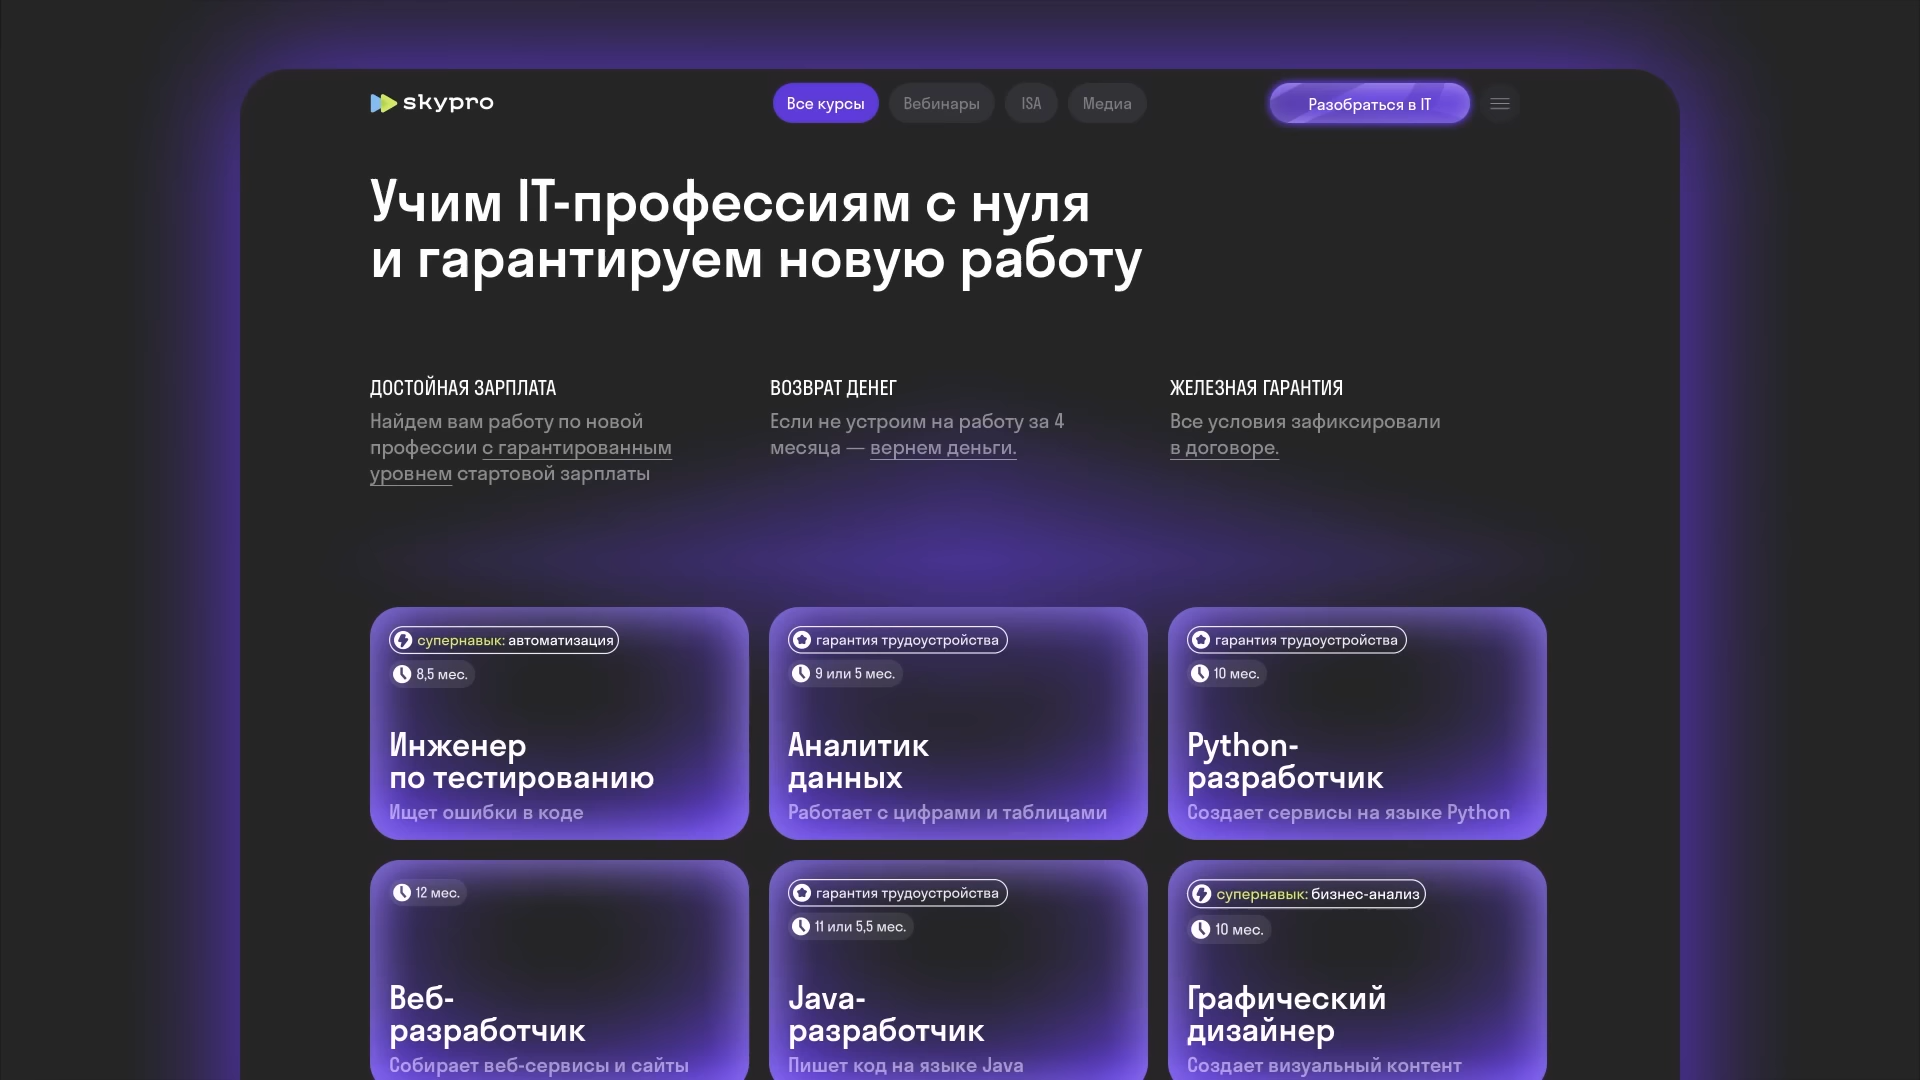 skypro
Все курсы
Вебинары
ISA
Медиа
Разобраться в IT
Учим IT-профессиям с нуля
и гарантируем новую работу
ДОСТОЙНАЯ ЗАРПЛАТА
Найдем вам работу по новой
профессии с гарантированным
уровнем стартовой зарплаты
ВОЗВРАТ ДЕНЕГ
Если не устроим на работу за 4
месяца — вернем деньги.
ЖЕЛЕЗНАЯ ГАРАНТИЯ
Все условия зафиксировали
в договоре.
супернавык: автоматизация
8,5 мес.
Инженер
по тестированию
Ищет ошибки в коде
гарантия трудоустройства
9 или 5 мес.
Аналитик
данных
Работает с цифрами и таблицами
гарантия трудоустройства
10 мес.
Python-
разработчик
Создает сервисы на языке Python
12 мес.
Веб-
разработчик
Собирает веб-сервисы и сайты
гарантия трудоустройства
11 или 5,5 мес.
Java-
разработчик
Пишет код на языке Java
супернавык: бизнес-анализ
10 мес.
Графический
дизайнер
Создает визуальный контент